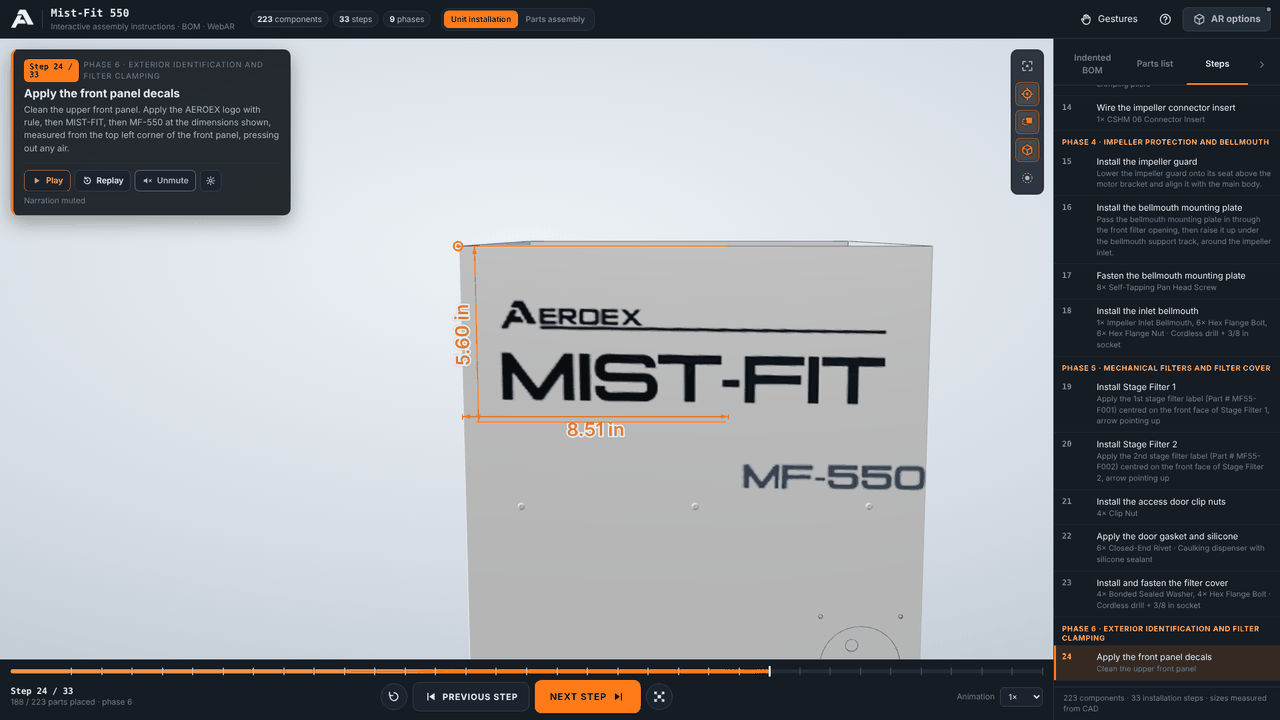 Mist-Fit 550
Interactive assembly instructions · BOM · WebAR
223 components
33 steps
9 phases
Unit installation
Parts assembly
Gestures
AR options
Step 24 / 33
PHASE 6 · EXTERIOR IDENTIFICATION AND FILTER CLAMPING
Apply the front panel decals
Clean the upper front panel. Apply the AEROEX logo with
rule, then MIST-FIT, then MF-550 at the dimensions shown,
measured from the top left corner of the front panel, pressing
out any air.
Play
Replay
Unmute
Narration muted
AEROEX
MIST-FIT
MF-550
5.60 in
8.51 in
Indented BOM
Parts list
Steps
14
Wire the impeller connector insert
1× CSHM 06 Connector Insert
PHASE 4 · IMPELLER PROTECTION AND BELLMOUTH
15
Install the impeller guard
Lower the impeller guard onto its seat above the
motor bracket and align it with the main body.
16
Install the bellmouth mounting plate
Pass the bellmouth mounting plate in through
the front filter opening, then raise it up under
the bellmouth support track, around the impeller
inlet.
17
Fasten the bellmouth mounting plate
8× Self-Tapping Pan Head Screw
18
Install the inlet bellmouth
1× Impeller Inlet Bellmouth, 6× Hex Flange Bolt,
6× Hex Flange Nut · Cordless drill + 3/8 in
socket
PHASE 5 · MECHANICAL FILTERS AND FILTER COVER
19
Install Stage Filter 1
Apply the 1st stage filter label (Part # MF55-
F001) centred on the front face of Stage Filter 1,
arrow pointing up
20
Install Stage Filter 2
Apply the 2nd stage filter label (Part # MF55-
F002) centred on the front face of Stage Filter
2, arrow pointing up
21
Install the access door clip nuts
4× Clip Nut
22
Apply the door gasket and silicone
6× Closed-End Rivet · Caulking dispenser with
silicone sealant
23
Install and fasten the filter cover
4× Bonded Sealed Washer, 4× Hex Flange Bolt ·
Cordless drill + 3/8 in socket
PHASE 6 · EXTERIOR IDENTIFICATION AND FILTER
CLAMPING
24
Apply the front panel decals
Clean the upper front panel
223 components · 33 installation steps · sizes measured
from CAD
Step 24 / 33
188 / 223 parts placed · phase 6
PREVIOUS STEP
NEXT STEP
Animation
1×